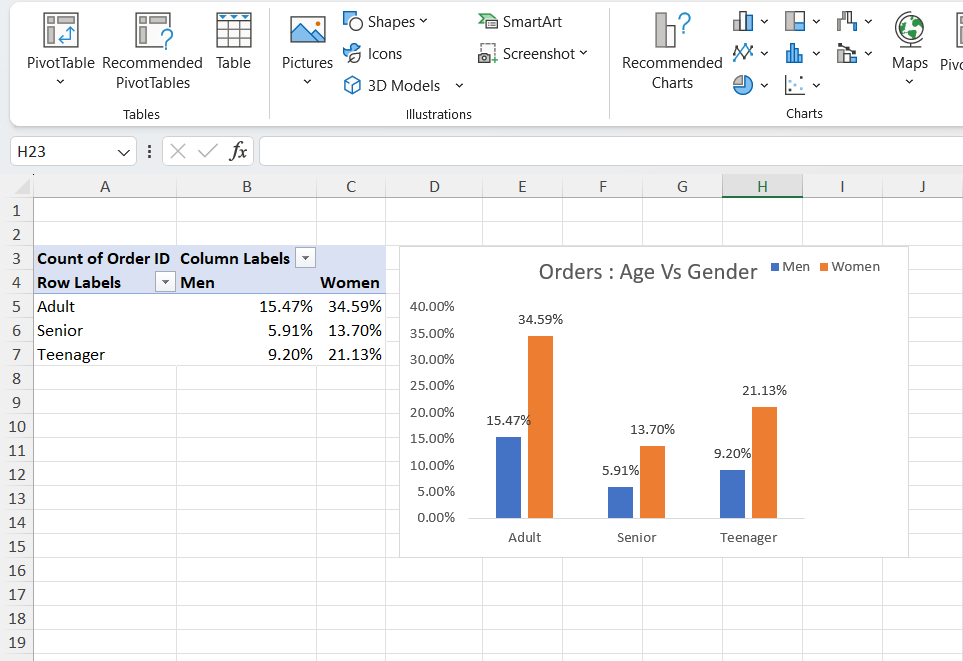 PivotTable
Recommended
PivotTables
Table
Tables
Pictures
Shapes
Icons
3D Models
SmartArt
Screenshot
Illustrations
Recommended
Charts
Charts
Maps
H23
fx
A B C D E F G H I J
1
2
3 Count of Order ID Column Labels
4 Row Labels Men Women
5 Adult 15.47% 34.59%
6 Senior 5.91% 13.70%
7 Teenager 9.20% 21.13%
8
9
10
11
12
13
14
15
16
17
18
19
Orders : Age Vs Gender
Men Women
40.00%
35.00%
30.00%
25.00%
20.00%
15.00%
10.00%
5.00%
0.00%
15.47%
34.59%
5.91%
13.70%
9.20%
21.13%
Adult Senior Teenager